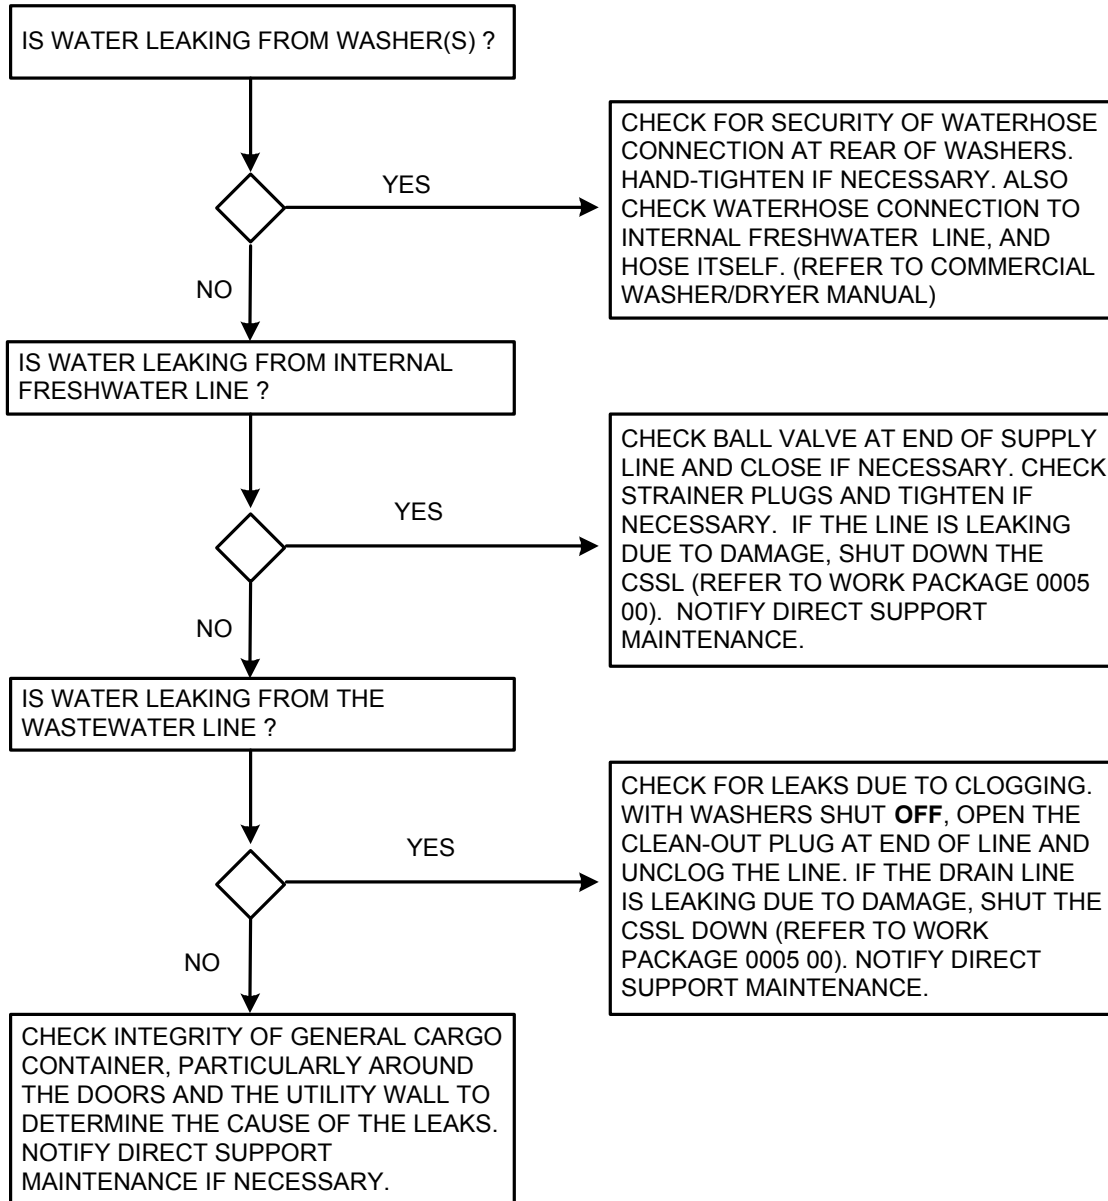 IS WATER LEAKING FROM WASHER(S) ?
YES
CHECK FOR SECURITY OF WATERHOSE
CONNECTION AT REAR OF WASHERS.
HAND-TIGHTEN IF NECESSARY. ALSO
CHECK WATERHOSE CONNECTION TO
INTERNAL FRESHWATER LINE, AND
HOSE ITSELF. (REFER TO COMMERCIAL
WASHER/DRYER MANUAL)
NO
IS WATER LEAKING FROM INTERNAL
FRESHWATER LINE ?
YES
CHECK BALL VALVE AT END OF SUPPLY
LINE AND CLOSE IF NECESSARY. CHECK
STRAINER PLUGS AND TIGHTEN IF
NECESSARY. IF THE LINE IS LEAKING
DUE TO DAMAGE, SHUT DOWN THE
CSSL (REFER TO WORK PACKAGE 0005
00). NOTIFY DIRECT SUPPORT
MAINTENANCE.
NO
IS WATER LEAKING FROM THE
WASTEWATER LINE ?
YES
CHECK FOR LEAKS DUE TO CLOGGING.
WITH WASHERS SHUT OFF, OPEN THE
CLEAN-OUT PLUG AT END OF LINE AND
UNCLOG THE LINE. IF THE DRAIN LINE
IS LEAKING DUE TO DAMAGE, SHUT THE
CSSL DOWN (REFER TO WORK
PACKAGE 0005 00). NOTIFY DIRECT
SUPPORT MAINTENANCE.
NO
CHECK INTEGRITY OF GENERAL CARGO
CONTAINER, PARTICULARLY AROUND
THE DOORS AND THE UTILITY WALL TO
DETERMINE THE CAUSE OF THE LEAKS.
NOTIFY DIRECT SUPPORT
MAINTENANCE IF NECESSARY.